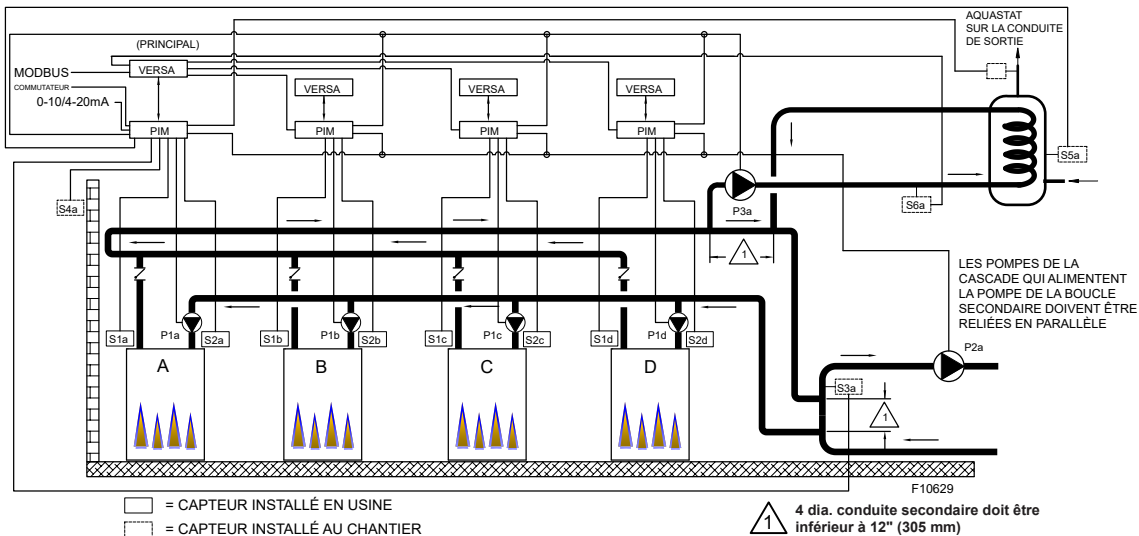 AQUASTAT
SUR LA CONDUITE
DE SORTIE
(PRINCIPAL)
MODBUS
VERSA
COMMUTATEUR
0-10/4-20mA
VERSA
VERSA
VERSA
PIM
PIM
PIM
PIM
S5a
S4a
P3a
S6a
1
LES POMPES DE LA
CASCADE QUI ALIMENTENT
LA POMPE DE LA BOUCLE
SECONDAIRE DOIVENT ÊTRE
RELIÉES EN PARALLÈLE
S1a
P1a
S2a
S1b
P1b
S2b
S1c
P1c
S2c
S1d
P1d
S2d
P2a
A
B
C
D
S3a
1
F10629
= CAPTEUR INSTALLÉ EN USINE
= CAPTEUR INSTALLÉ AU CHANTIER
1
4 dia. conduite secondaire doit être
inférieur à 12" (305 mm)